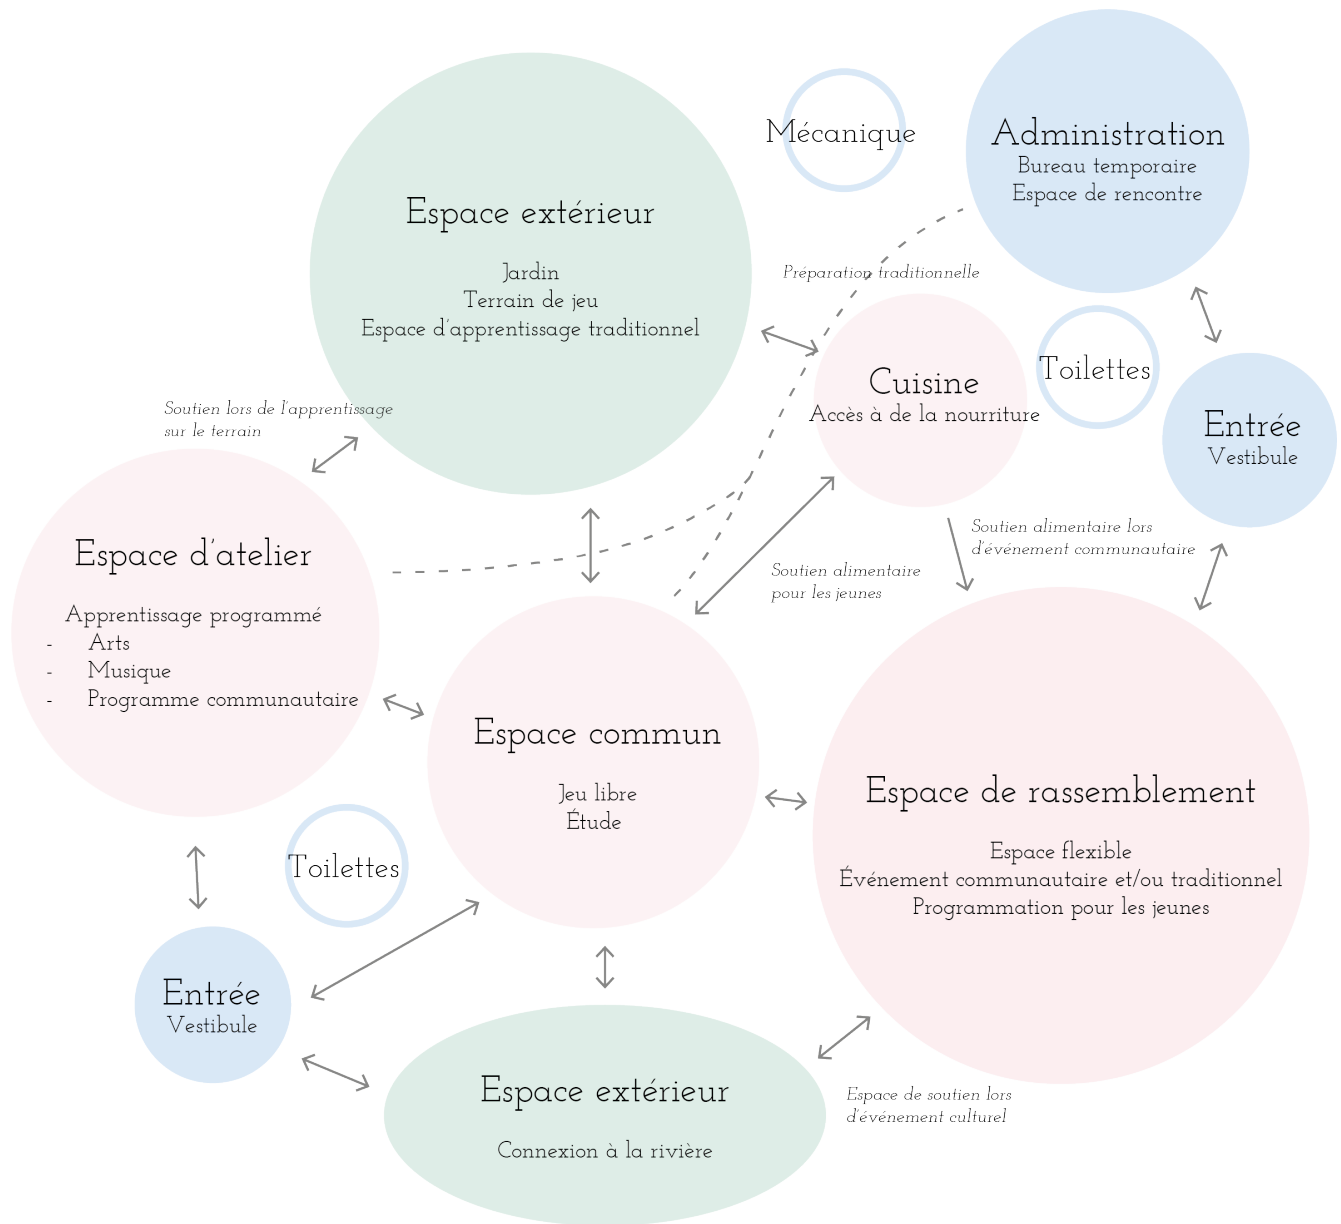 Mécanique
Administration
Bureau temporaire
Espace de rencontre
Espace extérieur
Jardin
Terrain de jeu
Espace d'apprentissage traditionnel
Préparation traditionnelle
Toilettes
Cuisine
Accès à de la nourriture
Entrée
Vestibule
Soutien lors de l'apprentissage
sur le terrain
Soutien alimentaire lors
d'événement communautaire
Soutien alimentaire
pour les jeunes
Espace d'atelier
Apprentissage programmé
- Arts
- Musique
- Programme communautaire
Espace commun
Jeu libre
Étude
Espace de rassemblement
Espace flexible
Événement communautaire et/ou traditionnel
Programmation pour les jeunes
Toilettes
Entrée
Vestibule
Espace extérieur
Connexion à la rivière
Espace de soutien lors
d'événement culturel